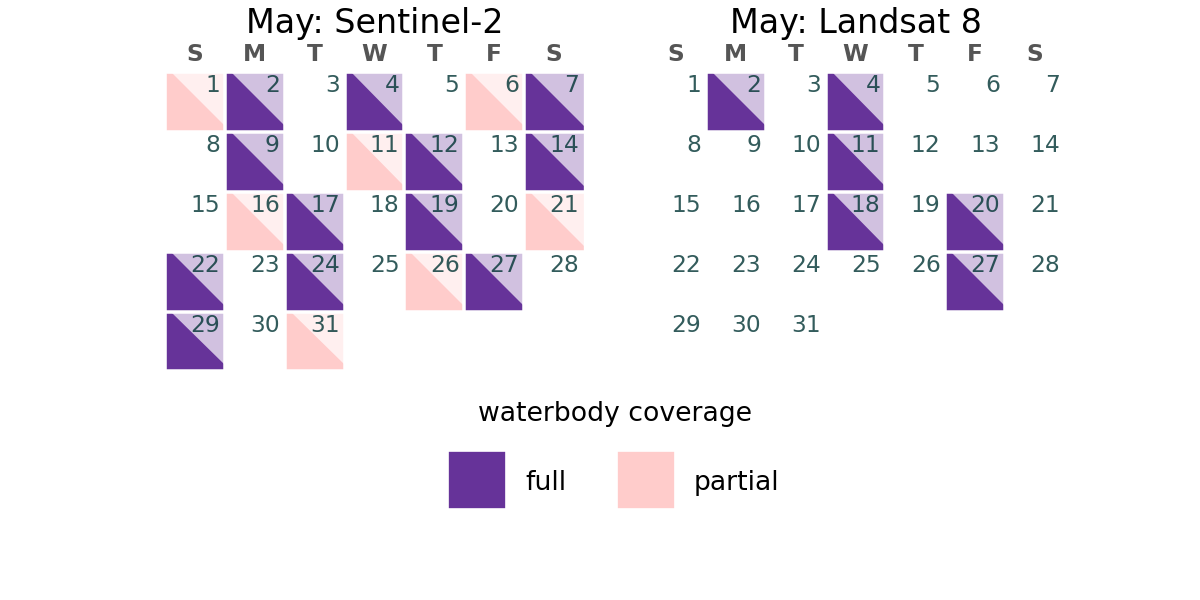 May: Sentinel-2
S M T W T F S
1 2 3 4 5 6 7
8 9 10 11 12 13 14
15 16 17 18 19 20 21
22 23 24 25 26 27 28
29 30 31
May: Landsat 8
S M T W T F S
1 2 3 4 5 6 7
8 9 10 11 12 13 14
15 16 17 18 19 20 21
22 23 24 25 26 27 28
29 30 31
waterbody coverage
full partial